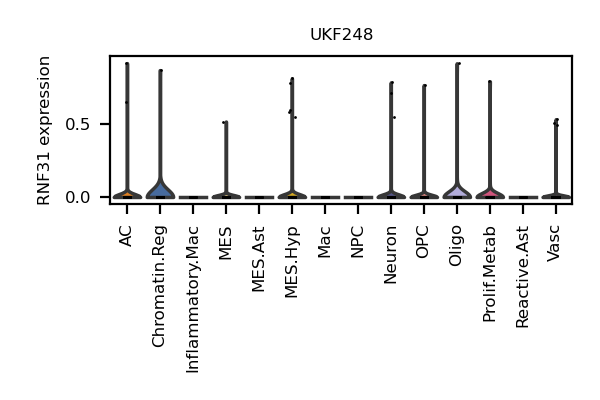 UKF248
RNF31 expression
0.5
0.0
AC
Chromatin.Reg
Inflammatory.Mac
MES
MES.Ast
MES.Hyp
Mac
NPC
Neuron
OPC
Oligo
Prolif.Metab
Reactive.Ast
Vasc